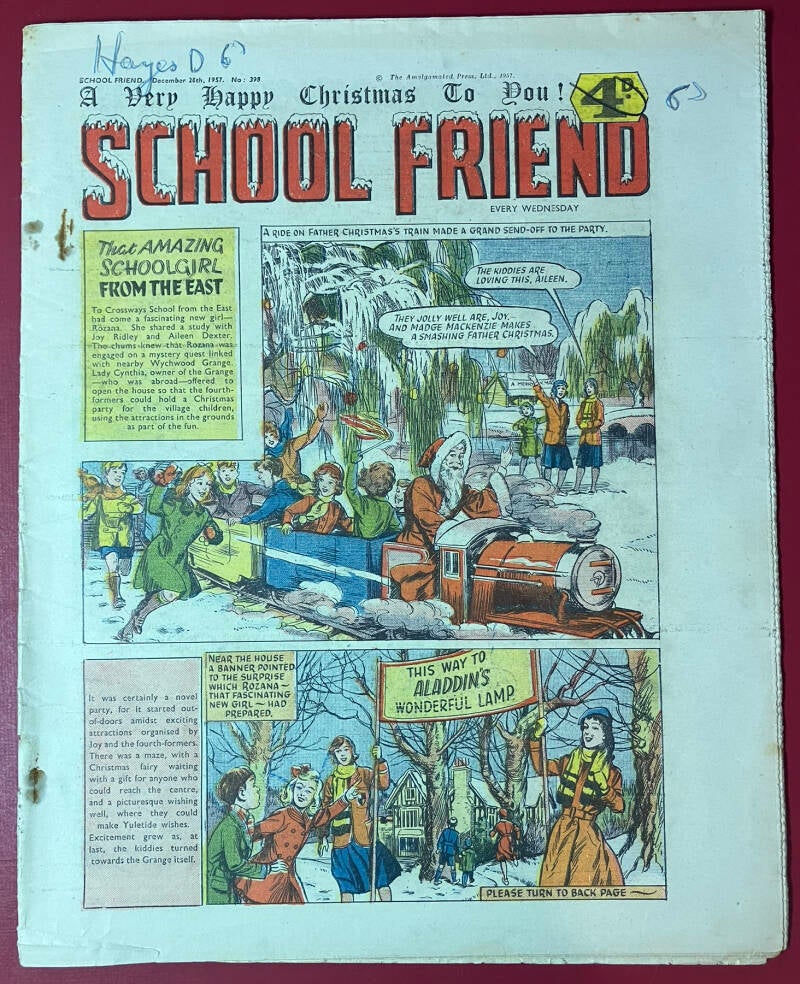 Hayes D 6
SCHOOL FRIEND. December 28th, 1957. No: 398
© The Amalgamated Press, Ltd., 1957.
A Very Happy Christmas To You!
4D
SCHOOL FRIEND
EVERY WEDNESDAY
That AMAZING
SCHOOLGIRL
FROM THE EAST
To Crossways School from the East
had come a fascinating new girl—
Rozana. She shared a study with
Joy Ridley and Aileen Dexter.
The chums knew that Rozana was
engaged on a mystery quest linked
with nearby Wychwood Grange.
Lady Cynthia, owner of the Grange
—who was abroad—offered to
open the house so that the fourth-
formers could hold a Christmas
party for the village children,
using the attractions in the grounds
as part of the fun.
A RIDE ON FATHER CHRISTMAS'S TRAIN MADE A GRAND SEND-OFF TO THE PARTY.
THE KIDDIES ARE
LOVING THIS, AILEEN.
THEY JOLLY WELL ARE, JOY,—
AND MADGE MACKENZIE MAKES
A SMASHING FATHER CHRISTMAS.
It was certainly a novel
party, for it started out-
of-doors amidst exciting
attractions organised by
Joy and the fourth-formers.
There was a maze, with a
Christmas fairy waiting
with a gift for anyone who
could reach the centre,
and a picturesque wishing
well, where they could
make Yuletide wishes.
Excitement grew as, at
last, the kiddies turned
towards the Grange itself.
NEAR THE HOUSE
A BANNER POINTED
TO THE SURPRISE
WHICH ROZANA —
THAT FASCINATING
NEW GIRL — HAD
PREPARED.
THIS WAY TO
ALADDIN'S
WONDERFUL LAMP
PLEASE TURN TO BACK PAGE —